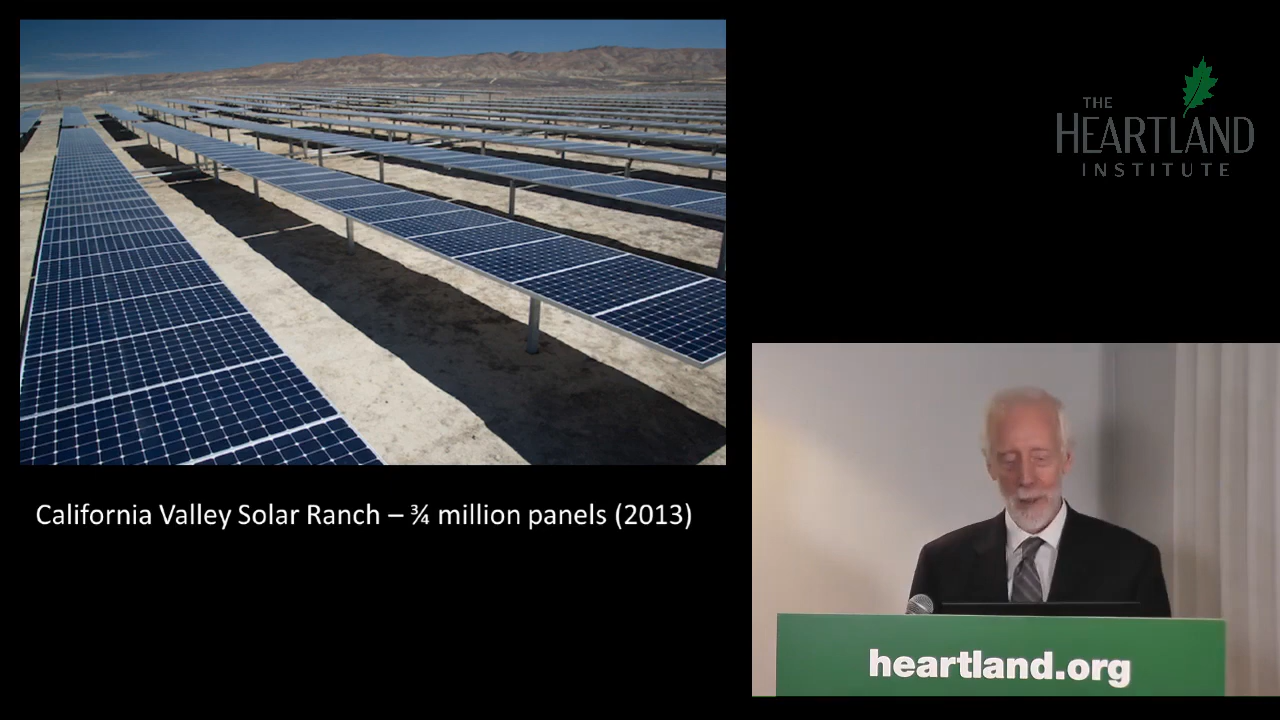 THE
HEARTLAND
INSTITUTE
California Valley Solar Ranch – ¾ million panels (2013)
heartland.org